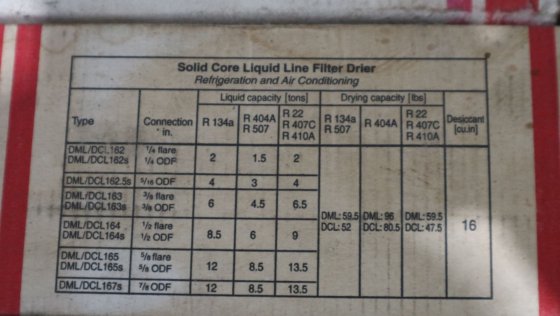 Solid Core Liquid Line Filter Drier
Refrigeration and Air Conditioning
Liquid capacity [tons] Drying capacity [lbs]
Type Connection in. R 134a R 404A R 507 R 22 R 407C R 410A R 134a R 507 R 404A R 22 R 407C R 410A Desiccant [cu.in]
DML/DCL162 1/4 flare
DML/DCL162s 1/4 ODF 2 1.5 2
DML/DCL162.5s 5/16 ODF 4 3 4
DML/DCL163 3/8 flare
DML/DCL163s 3/8 ODF 6 4.5 6.5
DML: 59.5 DML: 96 DML: 59.5
DCL: 52 DCL: 80.5 DCL: 47.5 16
DML/DCL164 1/2 flare
DML/DCL164s 1/2 ODF 8.5 6 9
DML/DCL165 5/8 flare
DML/DCL165s 5/8 ODF 12 8.5 13.5
DML/DCL167s 7/8 ODF 12 8.5 13.5